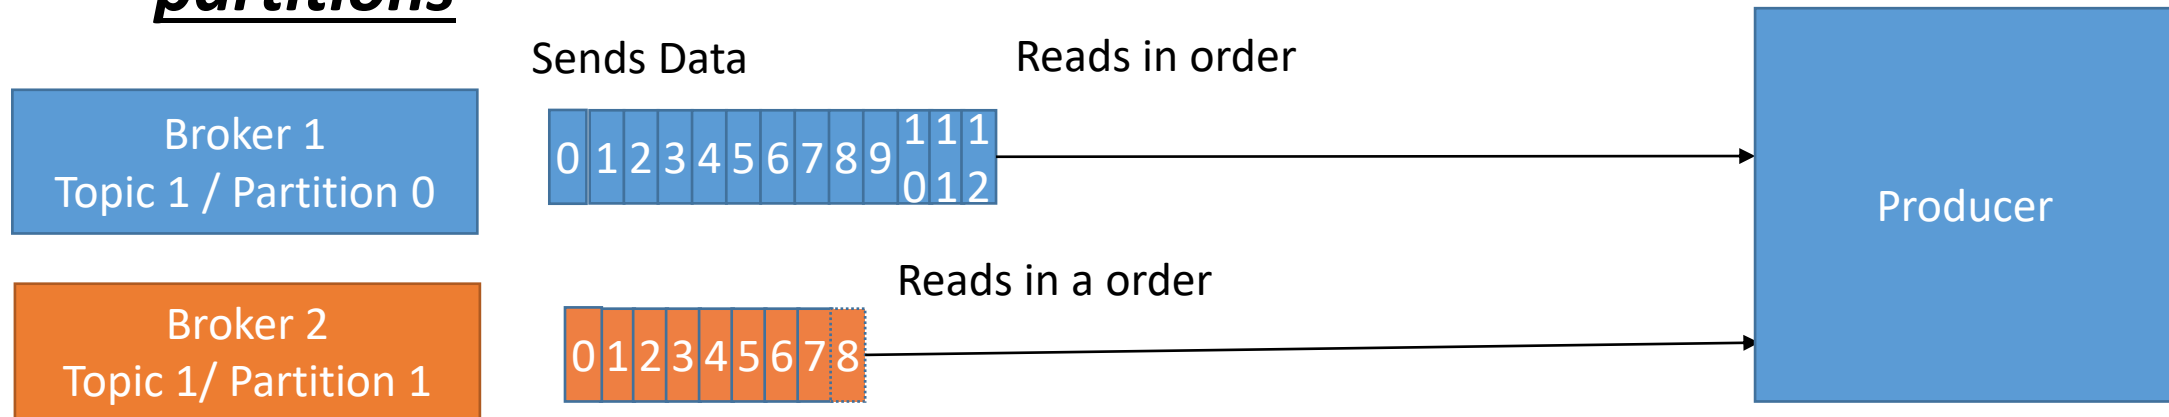 partitions
Sends Data
Reads in order
Broker 1
Topic 1 / Partition 0
0 1 2 3 4 5 6 7 8 9 10 11 12
Producer
Reads in a order
Broker 2
Topic 1/ Partition 1
0 1 2 3 4 5 6 7 8